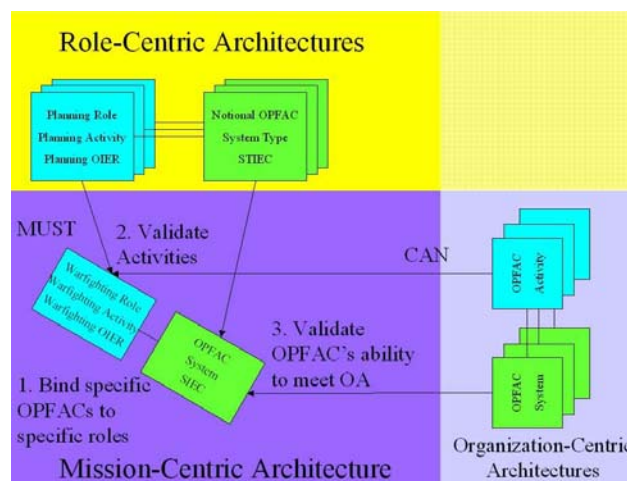 Role-Centric Architectures
Planning Role
Planning Activity
Planning OIER
Notional OPFAC
System Type
STIEC
MUST
2. Validate
Activities
CAN
Warfighting Role
Warfighting Activity
Warfighting OIER
OPFAC
System
SIEC
3. Validate
OPFAC's ability
to meet OA
1. Bind specific
OPFACs to
specific roles
OPFAC
Activity
OPFAC
System
Mission-Centric Architecture
Organization-Centric
Architectures